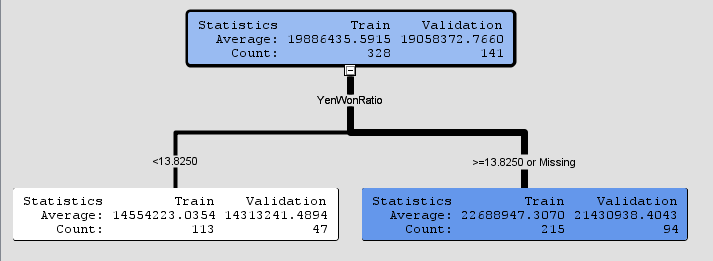 Statistics Train Validation
Average: 19886435.5915 19058372.7660
Count: 328 141
YenWonRatio
<13.8250
>=13.8250 or Missing
Statistics Train Validation
Average: 14554223.0354 14313241.4894
Count: 113 47
Statistics Train Validation
Average: 22688947.3070 21430938.4043
Count: 215 94